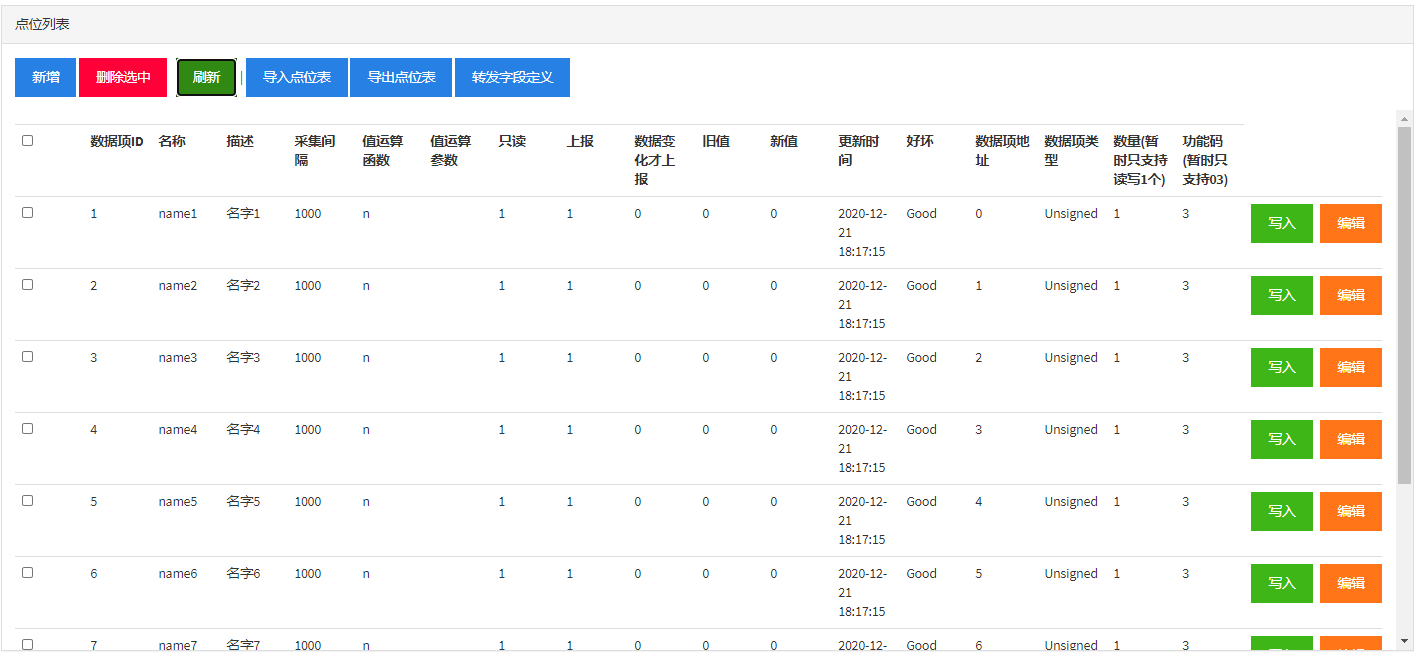 点位列表
新增 删除选中 刷新 | 导入点位表 导出点位表 转发字段定义
数据项ID 名称 描述 采集间隔 值运算函数 值运算参数 只读 上报 数据变化才上报 旧值 新值 更新时间 好坏 数据项地址 数据项类型 数量(暂时只支持读写1个) 功能码(暂时只支持03)
1 name1 名字1 1000 n 1 1 0 0 0 2020-12-21 18:17:15 Good 0 Unsigned 1 3 写入 编辑
2 name2 名字2 1000 n 1 1 0 0 0 2020-12-21 18:17:15 Good 1 Unsigned 1 3 写入 编辑
3 name3 名字3 1000 n 1 1 0 0 0 2020-12-21 18:17:15 Good 2 Unsigned 1 3 写入 编辑
4 name4 名字4 1000 n 1 1 0 0 0 2020-12-21 18:17:15 Good 3 Unsigned 1 3 写入 编辑
5 name5 名字5 1000 n 1 1 0 0 0 2020-12-21 18:17:15 Good 4 Unsigned 1 3 写入 编辑
6 name6 名字6 1000 n 1 1 0 0 0 2020-12-21 18:17:15 Good 5 Unsigned 1 3 写入 编辑
7 name7 名字7 1000 n 1 1 0 0 0 2020-12- Good 6 Unsigned 1 3